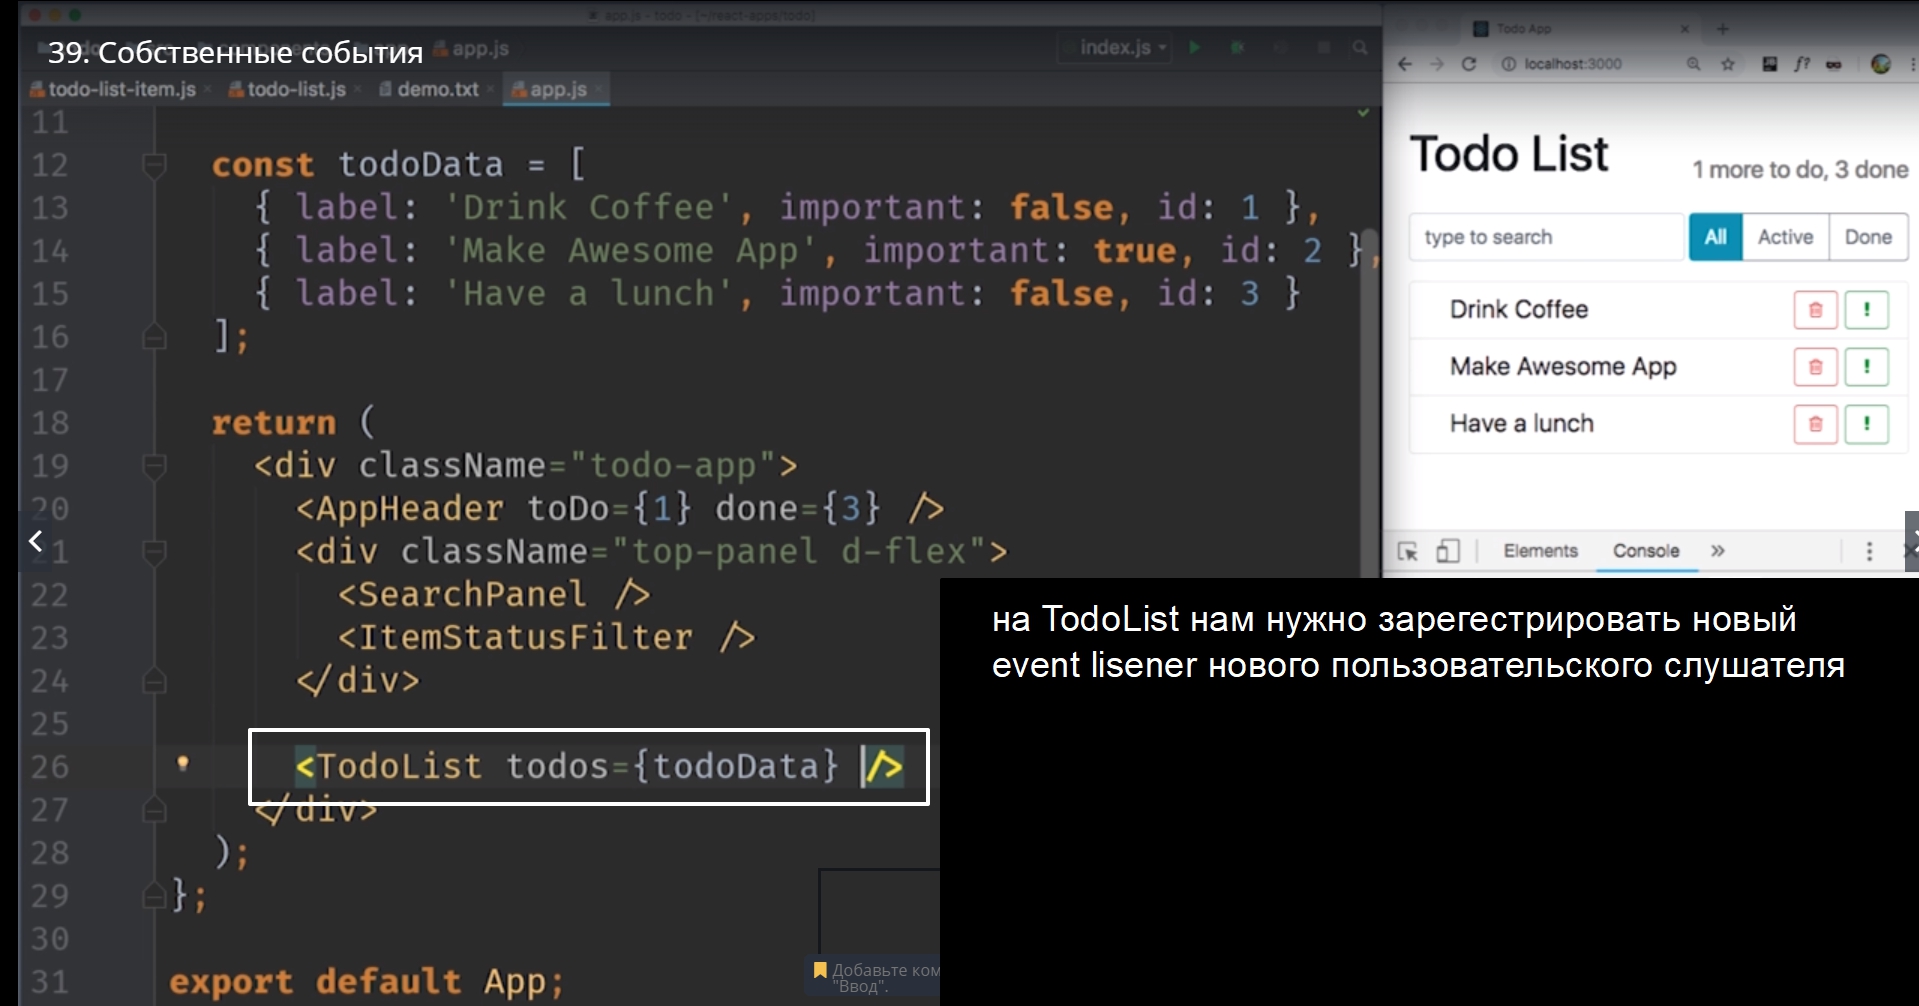 app.js - todo - [~/react-apps/todo]
39. Собственные события
app.js
index.js
todo-list-item.js
todo-list.js
demo.txt
app.js
11
12 const todoData = [
13 { label: 'Drink Coffee', important: false, id: 1 },
14 { label: 'Make Awesome App', important: true, id: 2 },
15 { label: 'Have a lunch', important: false, id: 3 }
16 ];
17
18 return (
19 <div className="todo-app">
20 <AppHeader toDo={1} done={3} />
21 <div className="top-panel d-flex">
22 <SearchPanel />
23 <ItemStatusFilter />
24 </div>
25
26 <TodoList todos={todoData} />
27 </div>
28 );
29 };
30
31 export default App;
Todo App
localhost:3000
f?
Todo List
1 more to do, 3 done
type to search
All
Active
Done
Drink Coffee
!
Make Awesome App
!
Have a lunch
!
Elements
Console
»
на TodoList нам нужно зарегестрировать новый
event lisener нового пользовательского слушателя
Добавьте ком
"Ввод".